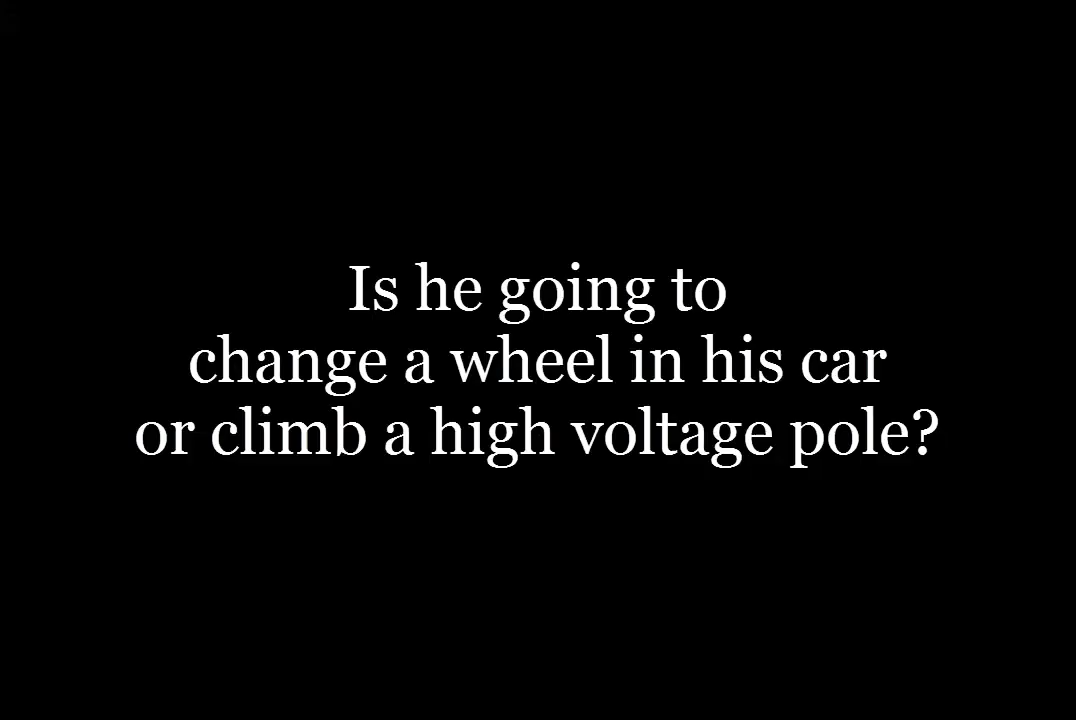 Is he going to
change a wheel in his car
or climb a high voltage pole?